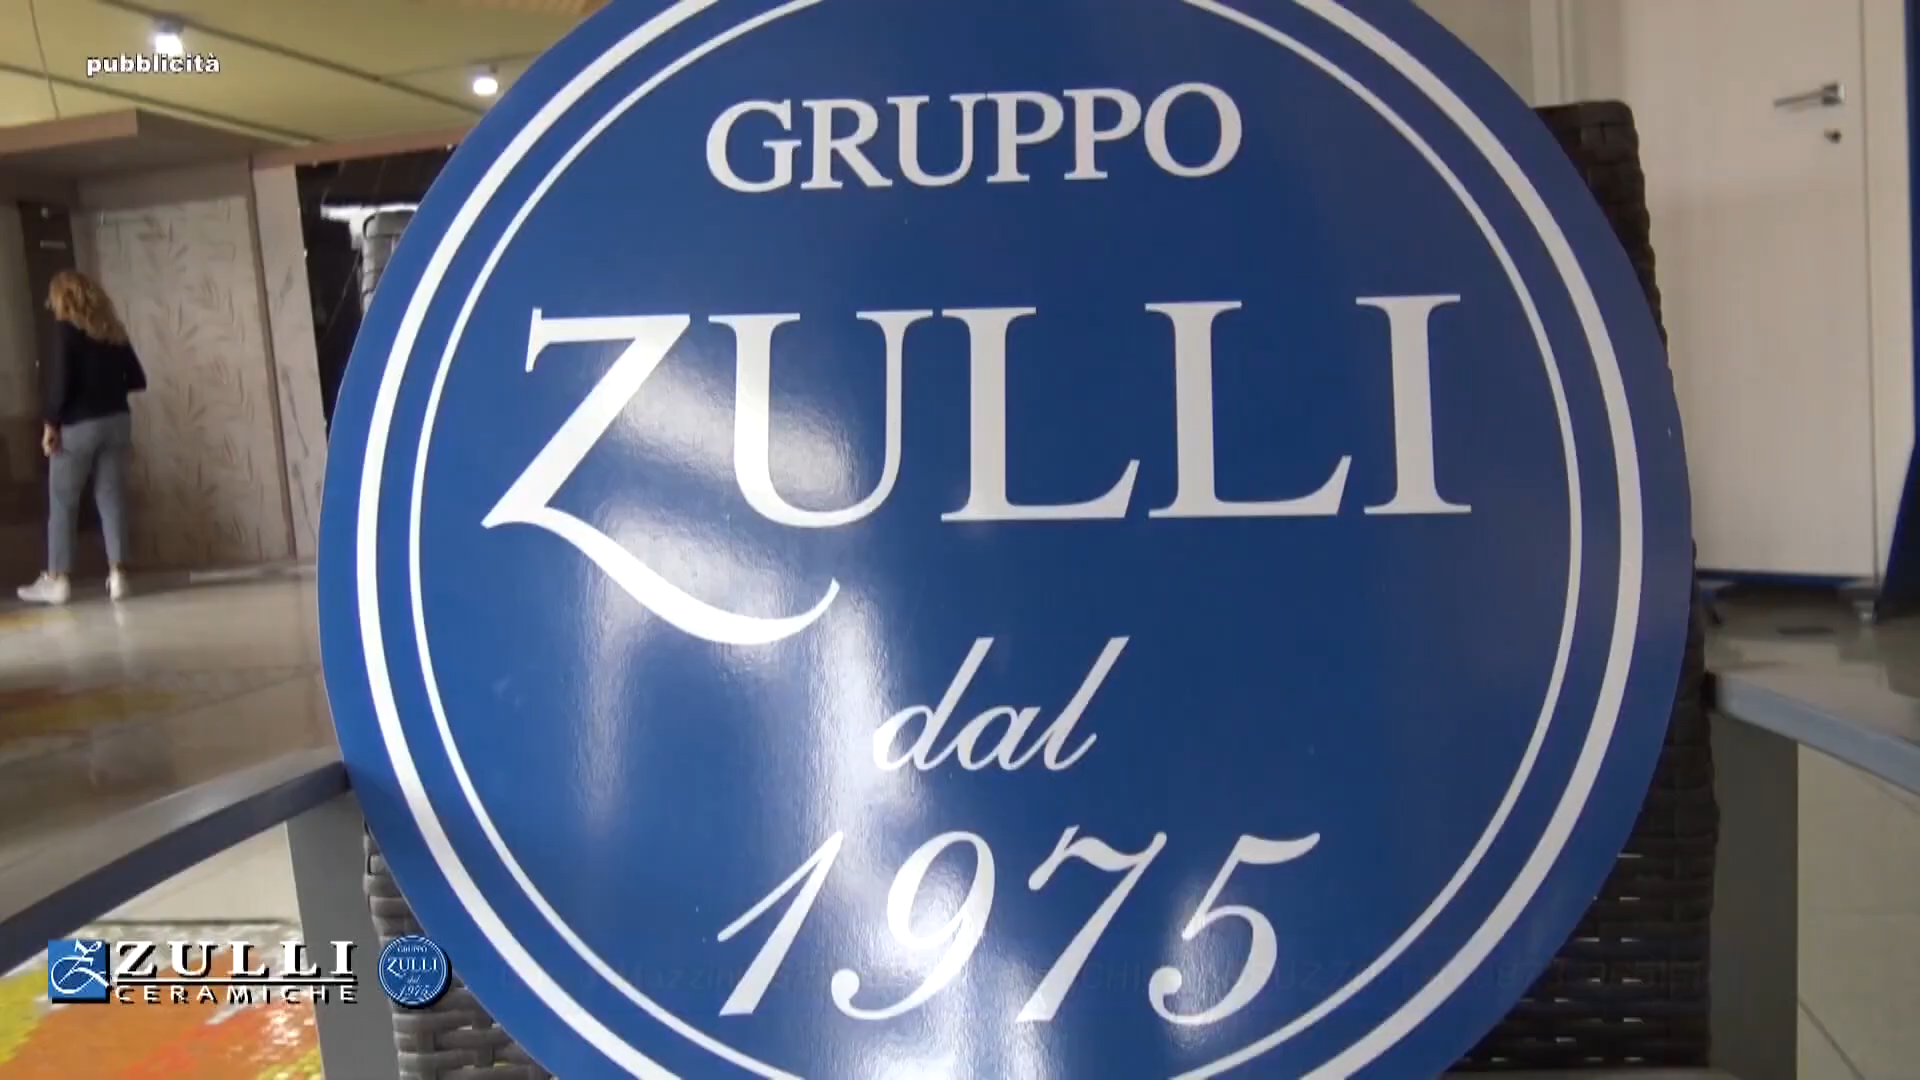 pubblicità
GRUPPO
ZULLI
dal
1975
ZULLI
CERAMICHE
GRUPPO
ZULLI
dal
1975